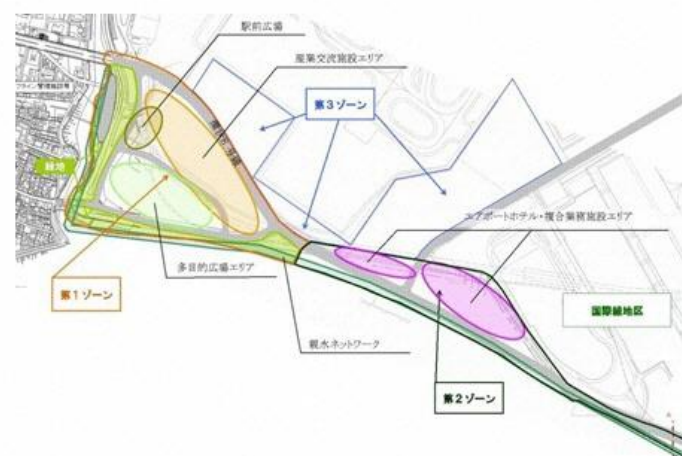 駅前広場
産業交流施設エリア
第3ゾーン
緑地
エアポートホテル・複合業務施設エリア
多目的広場エリア
第1ゾーン
国際線地区
親水ネットワーク
第2ゾーン